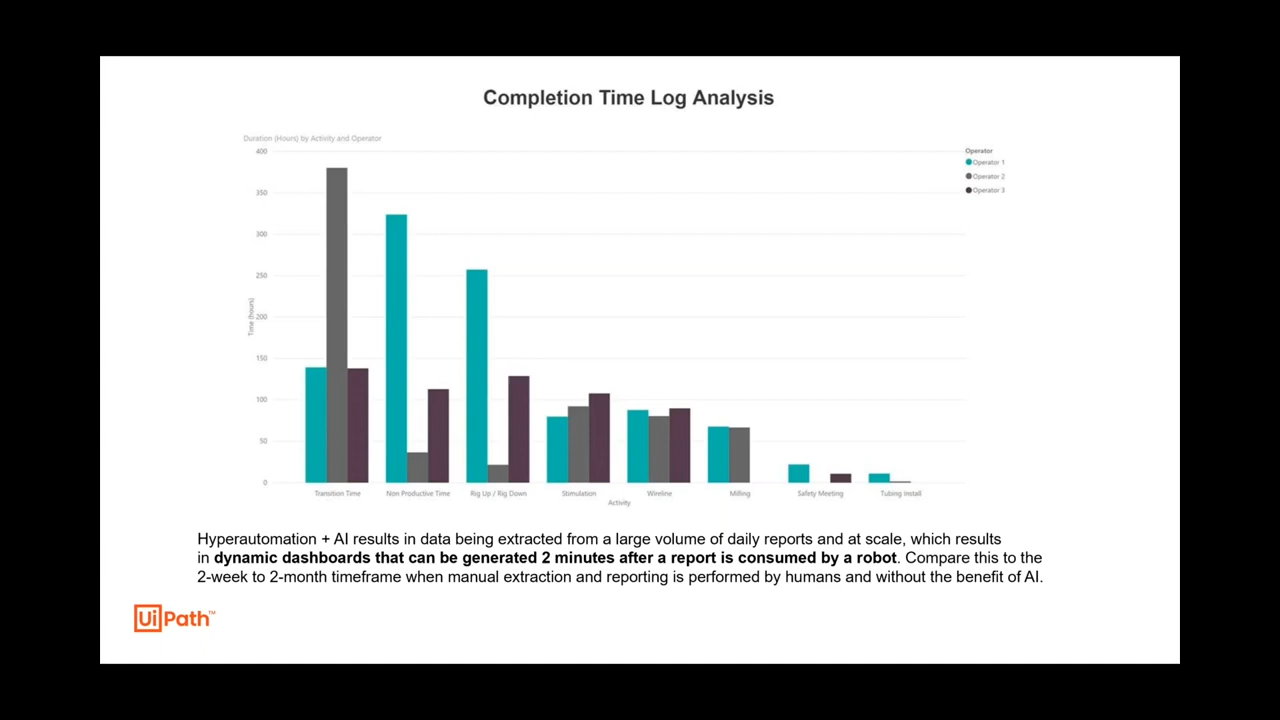 Completion Time Log Analysis
Duration (Hours) by Activity and Operator
Operator
Operator 1
Operator 2
Operator 3
400
350
300
250
200
150
100
50
0
Time (hours)
Transition Time
Non Productive Time
Rig Up / Rig Down
Stimulation
Wireline
Milling
Safety Meeting
Tubing Install
Activity
Hyperautomation + AI results in data being extracted from a large volume of daily reports and at scale, which results
in dynamic dashboards that can be generated 2 minutes after a report is consumed by a robot. Compare this to the
2-week to 2-month timeframe when manual extraction and reporting is performed by humans and without the benefit of AI.
UiPath™